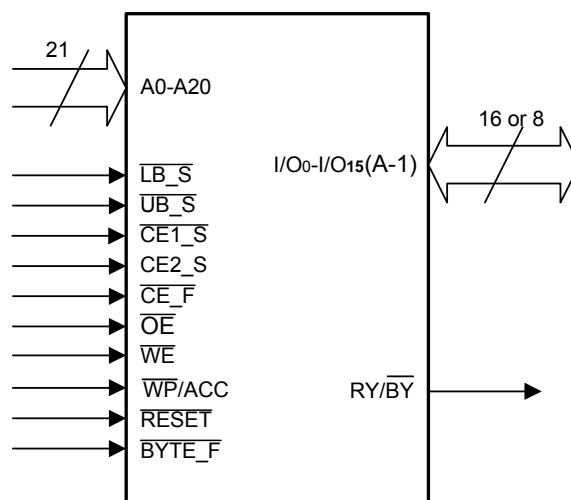 21
A0-A20
16 or 8
I/O0-I/O15(A-1)
LB_S
UB_S
CE1_S
CE2_S
CE_F
OE
WE
WP/ACC
RY/BY
RESET
BYTE_F